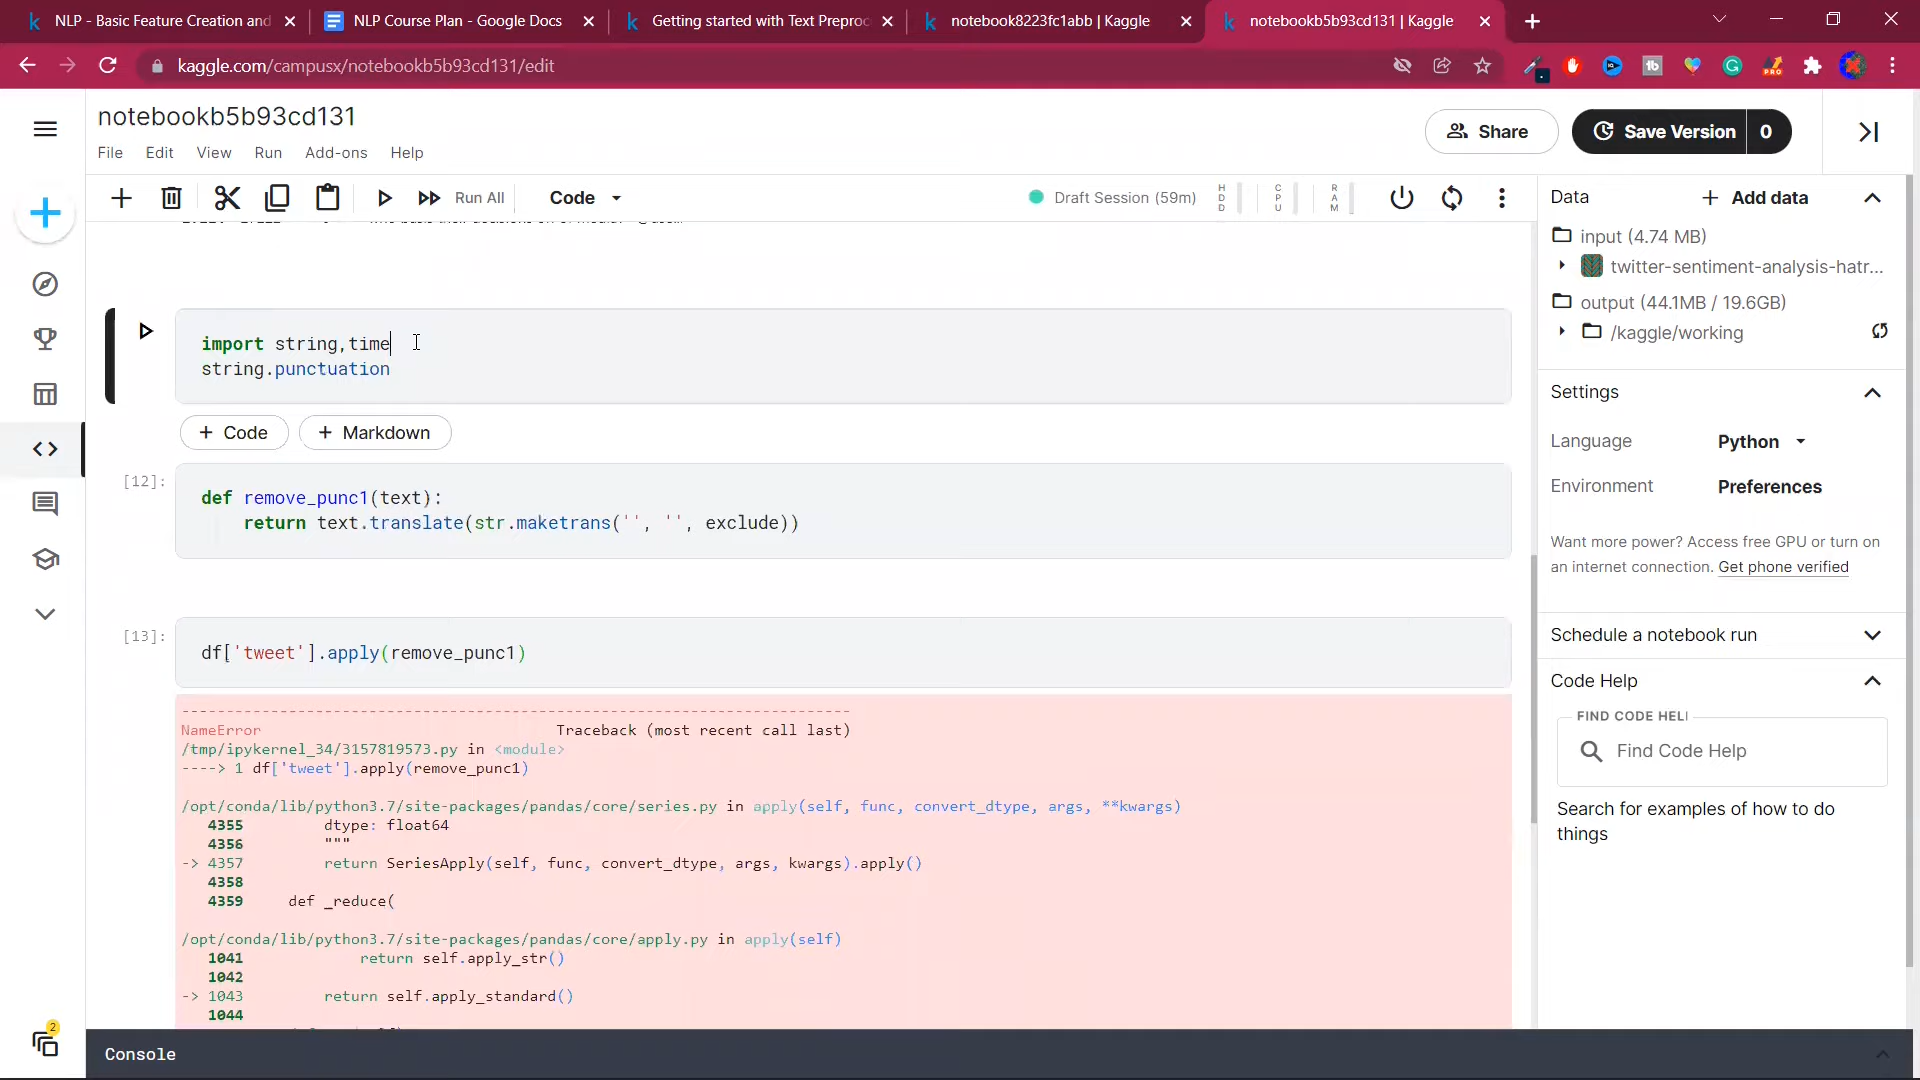 NLP - Basic Feature Creation and
NLP Course Plan - Google Docs
Getting started with Text Preproc
notebook8223fc1abb | Kaggle
notebookb5b93cd131 | Kaggle
kaggle.com/campusx/notebookb5b93cd131/edit
notebookb5b93cd131
File Edit View Run Add-ons Help
Share
Save Version 0
Run All
Code
Draft Session (59m)
HDD
CPU
RAM
import string,time
string.punctuation
+ Code
+ Markdown
[12]:
def remove_punc1(text):
return text.translate(str.maketrans('', '', exclude))
[13]:
df['tweet'].apply(remove_punc1)
---------------------------------------------------------------------------
NameError Traceback (most recent call last)
/tmp/ipykernel_34/3157819573.py in <module>
----> 1 df['tweet'].apply(remove_punc1)
/opt/conda/lib/python3.7/site-packages/pandas/core/series.py in apply(self, func, convert_dtype, args, **kwargs)
4355 dtype: float64
4356 """
-> 4357 return SeriesApply(self, func, convert_dtype, args, kwargs).apply()
4358
4359 def _reduce(
/opt/conda/lib/python3.7/site-packages/pandas/core/apply.py in apply(self)
1041 return self.apply_str()
1042
-> 1043 return self.apply_standard()
1044
Console
2
Data
+ Add data
input (4.74 MB)
twitter-sentiment-analysis-hatr...
output (44.1MB / 19.6GB)
/kaggle/working
Settings
Language Python
Environment Preferences
Want more power? Access free GPU or turn on
an internet connection. Get phone verified
Schedule a notebook run
Code Help
FIND CODE HEL
Find Code Help
Search for examples of how to do
things